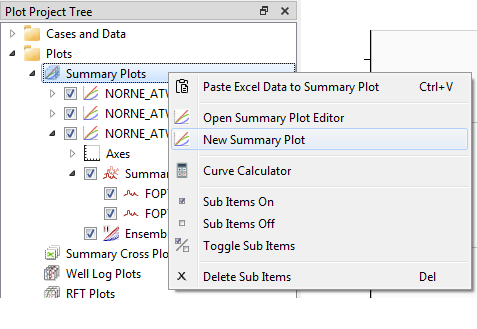 Plot Project Tree
Cases and Data
Plots
Summary Plots
Paste Excel Data to Summary Plot Ctrl+V
NORNE_ATW
Open Summary Plot Editor
NORNE_ATW
New Summary Plot
NORNE_ATW
Axes
Curve Calculator
Summar
FOPT
Sub Items On
FOPT
Sub Items Off
Ensemb
Toggle Sub Items
Summary Cross Plo
Well Log Plots
Delete Sub Items Del
RFT Plots